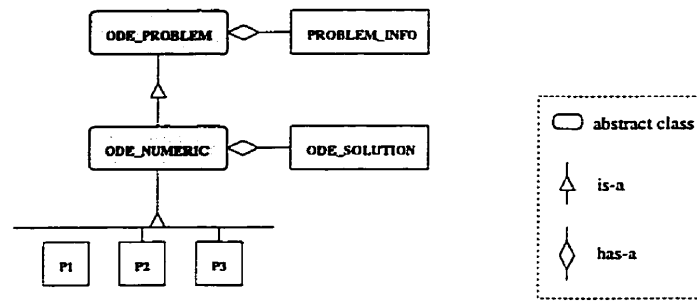 ODE_PROBLEM
PROBLEM_INFO
ODE_NUMERIC
ODE_SOLUTION
P1
P2
P3
abstract class
is-a
has-a